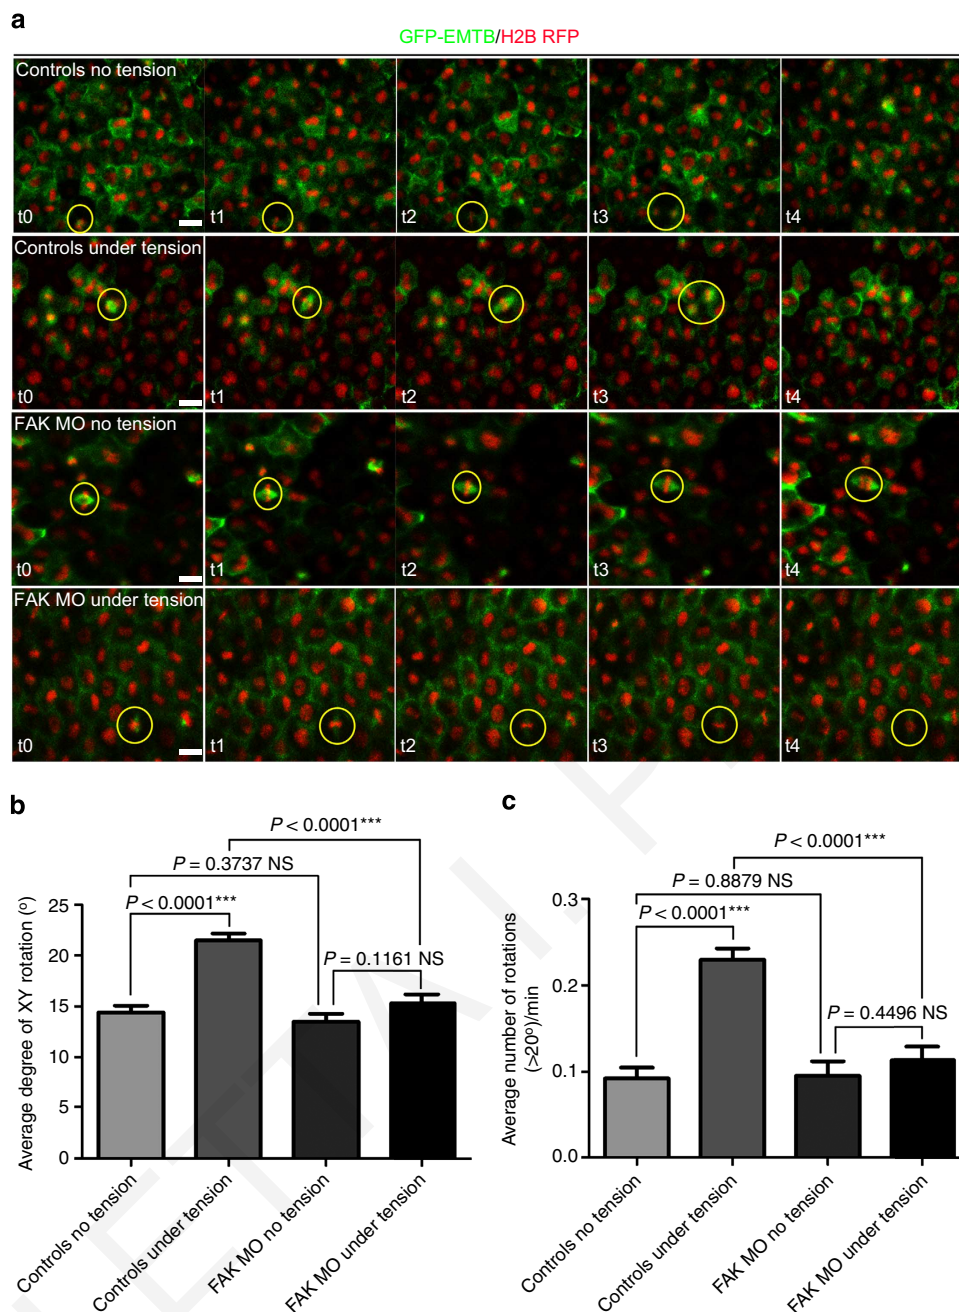 a
GFP-EMTB/H2B RFP
Controls no tension
t0 t1 t2 t3 t4
Controls under tension
t0 t1 t2 t3 t4
FAK MO no tension
t0 t1 t2 t3 t4
FAK MO under tension
t0 t1 t2 t3 t4
b
P < 0.0001***
P = 0.3737 NS
P < 0.0001***
P = 0.1161 NS
Average degree of XY rotation (º)
25
20
15
10
5
0
Controls no tension
Controls under tension
FAK MO no tension
FAK MO under tension
c
P < 0.0001***
P = 0.8879 NS
P < 0.0001***
P = 0.4496 NS
Average number of rotations
(>20º)/min
0.3
0.2
0.1
0.0
Controls no tension
Controls under tension
FAK MO no tension
FAK MO under tension